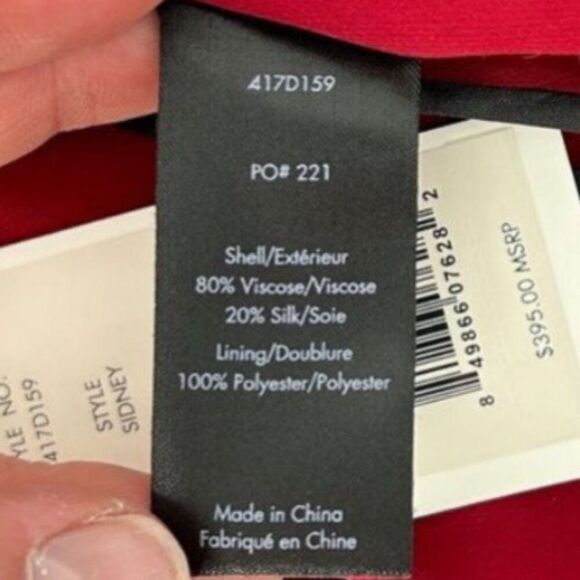 417D159
PO# 221
Shell/Extérieur
80% Viscose/Viscose
20% Silk/Soie
Lining/Doublure
100% Polyester/Polyester
Made in China
Fabriqué en Chine
NO.
417D159
STYLE
SIDNEY
8 49866 07628 2
$395.00 MSRP